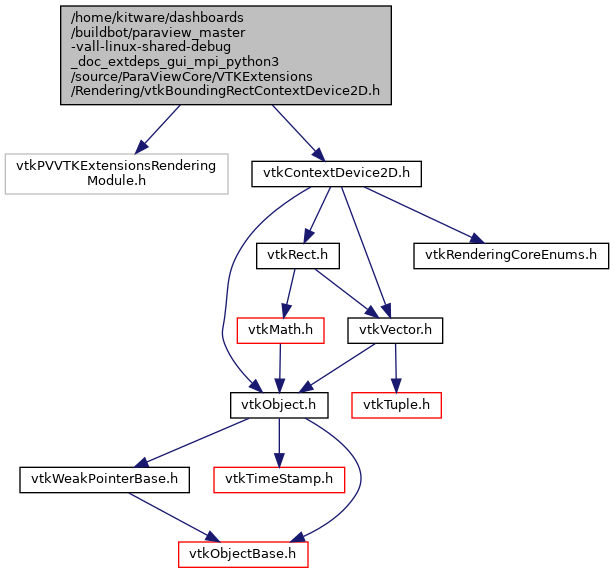 /home/kitware/dashboards
/buildbot/paraview_master
-vall-linux-shared-debug
_doc_extdeps_gui_mpi_python3
/source/ParaViewCore/VTKExtensions
/Rendering/vtkBoundingRectContextDevice2D.h
vtkPVVTKExtensionsRendering
Module.h
vtkContextDevice2D.h
vtkRect.h
vtkRenderingCoreEnums.h
vtkMath.h
vtkVector.h
vtkObject.h
vtkTuple.h
vtkWeakPointerBase.h
vtkTimeStamp.h
vtkObjectBase.h